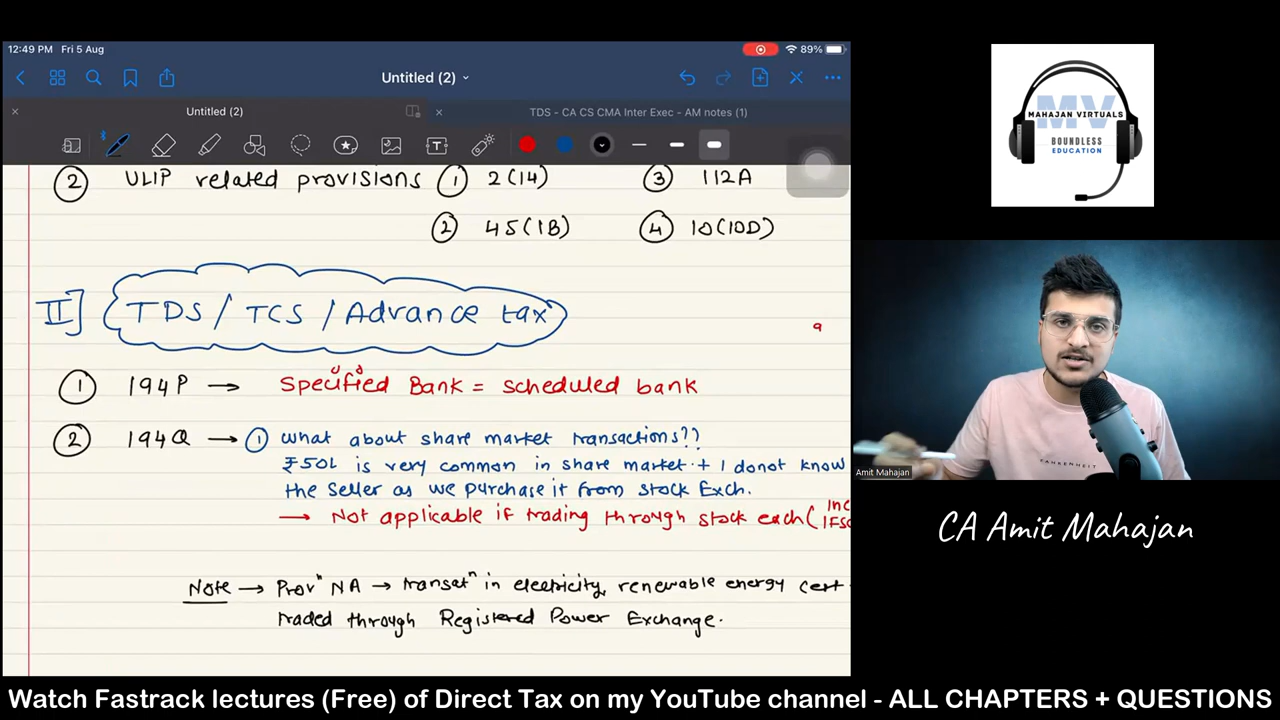 12:49 PM Fri 5 Aug
89%
Untitled (2)
Untitled (2)
TDS - CA CS CMA Inter Exec - AM notes (1)
② ULIP related provisions ① 2(14) ③ 112A
② 45(1B) ④ 10(10D)
II] TDS / TCS / Advance tax
① 194P → Specified Bank = scheduled bank
② 194Q → ① What about share market transactions??
₹50L is very common in share market + I donot know
the seller as we purchase it from stock Exch.
→ Not applicable if trading through stock exch( Inc
IFSC
Note → Provⁿ NA → transatⁿ in electricity, renewable energy cert
traded through Registered Power Exchange.
MV
MAHAJAN VIRTUALS
BOUNDLESS
EDUCATION
FAHRENHEIT
Amit Mahajan
CA Amit Mahajan
Watch Fastrack lectures (Free) of Direct Tax on my YouTube channel - ALL CHAPTERS + QUESTIONS